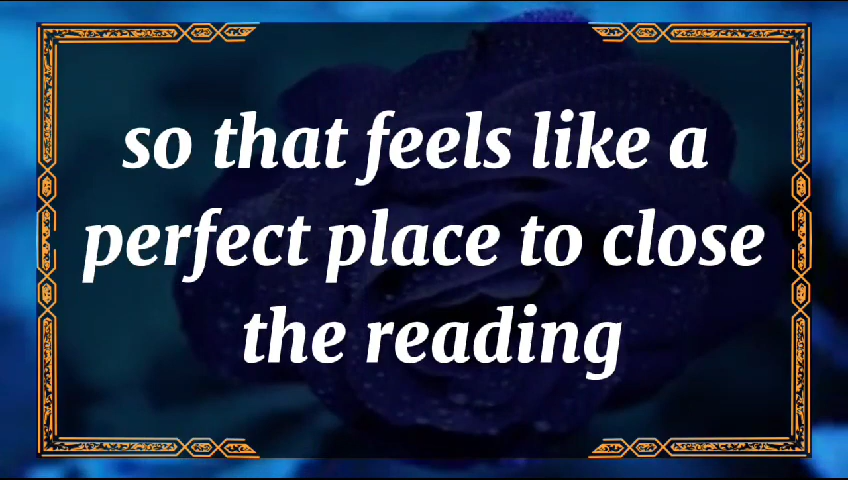 so that feels like a
perfect place to close
the reading